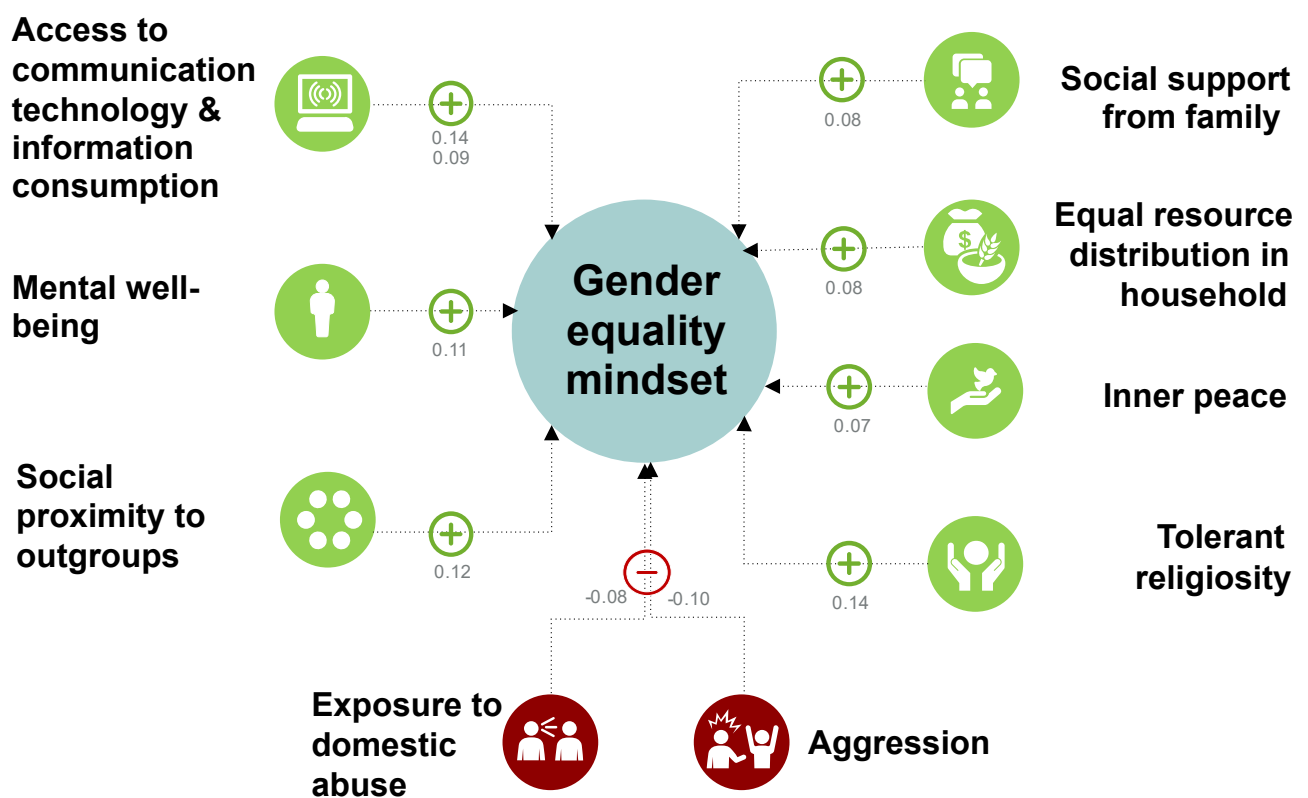 Access to
communication
technology &
information
consumption
0.14
0.09
Mental well-
being
0.11
Social
proximity to
outgroups
0.12
Gender
equality
mindset
0.08
Social support
from family
0.08
Equal resource
distribution in
household
$
0.07
Inner peace
0.14
Tolerant
religiosity
-0.08
-0.10
Exposure to
domestic
abuse
Aggression